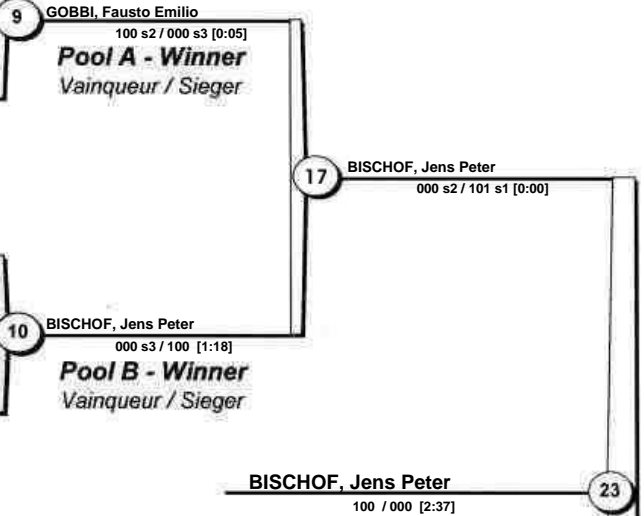 9
GOBBI, Fausto Emilio
100 s2 / 000 s3 [0:05]
Pool A - Winner
Vainqueur / Sieger
17
BISCHOF, Jens Peter
000 s2 / 101 s1 [0:00]
10
BISCHOF, Jens Peter
000 s3 / 100 [1:18]
Pool B - Winner
Vainqueur / Sieger
BISCHOF, Jens Peter
23
100 / 000 [2:37]